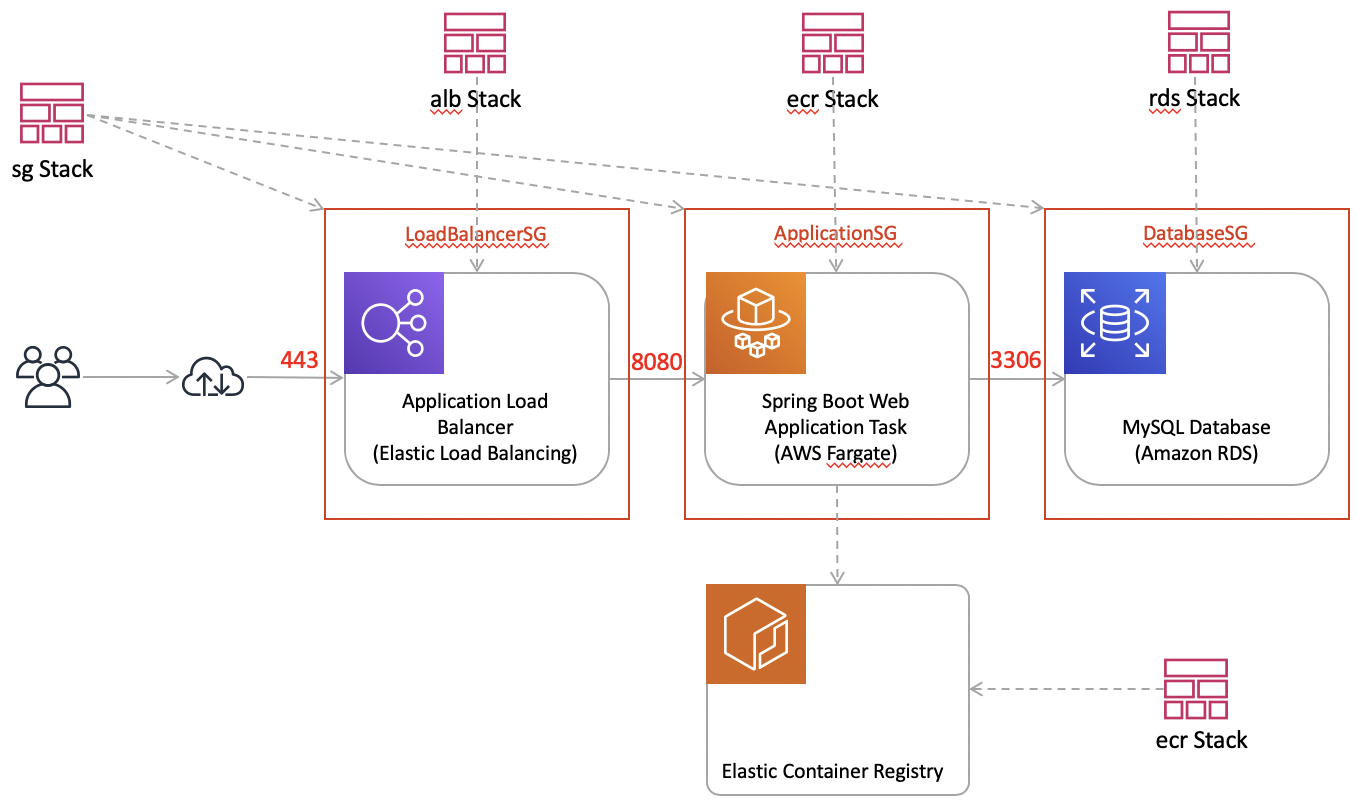 alb Stack
ecr Stack
rds Stack
sg Stack
LoadBalancerSG
ApplicationSG
DatabaseSG
443
8080
3306
Application Load
Balancer
(Elastic Load Balancing)
Spring Boot Web
Application Task
(AWS Fargate)
MySQL Database
(Amazon RDS)
ecr Stack
Elastic Container Registry